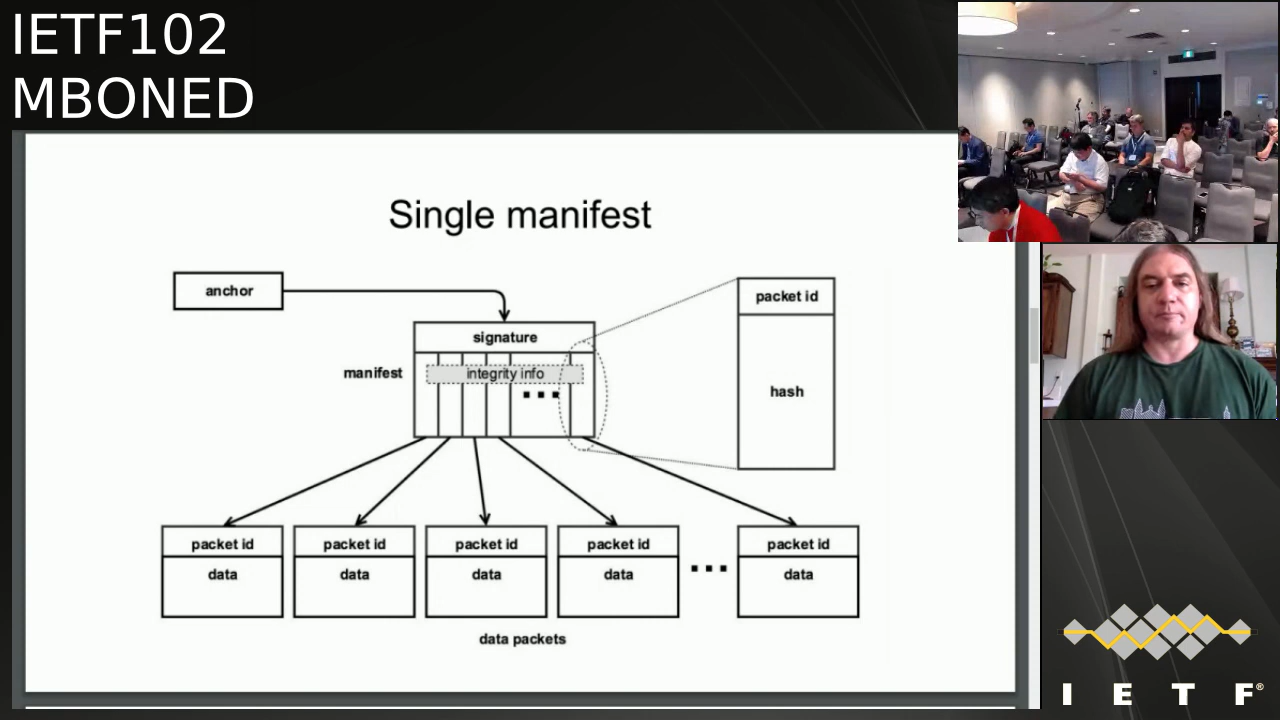 IETF102
MBONED
Single manifest
anchor
signature
packet id
manifest
integrity info
hash
packet id
packet id
packet id
packet id
packet id
data
data
data
data
data
data packets
I E T F®